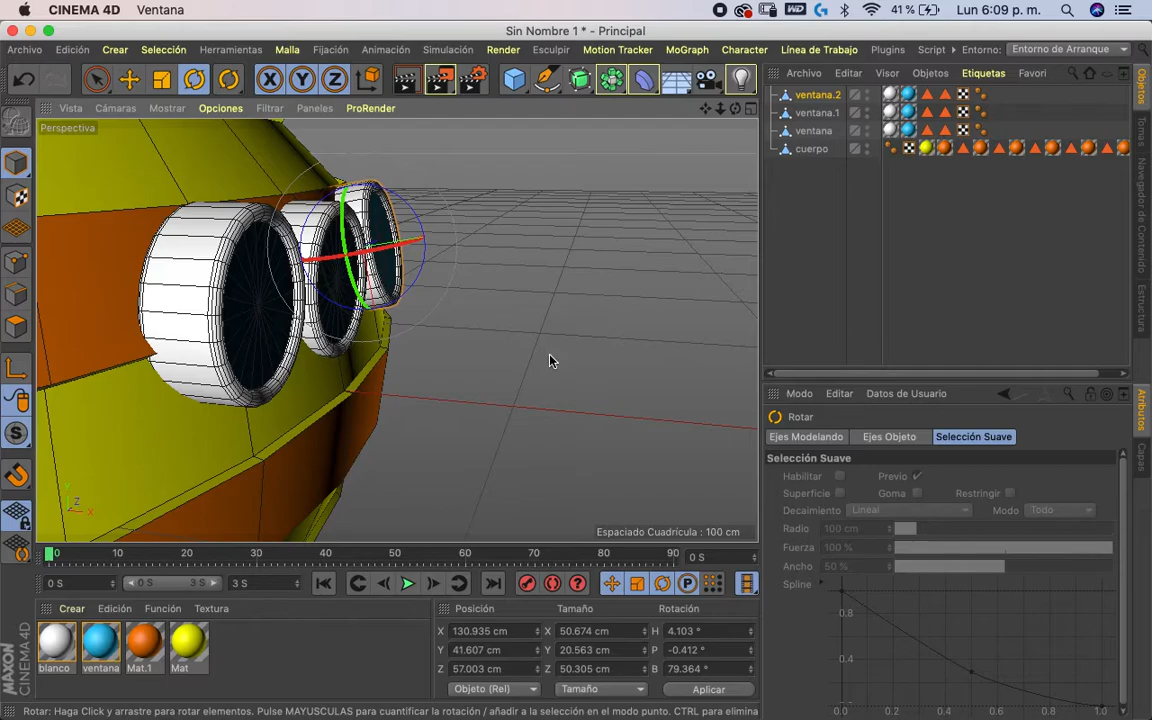 CINEMA 4D Ventana 41 % Lun 6:09 p. m.
Sin Nombre 1 * - Principal
Archivo Edición Crear Selección Herramientas Malla Fijación Animación Simulación Render Esculpir Motion Tracker MoGraph Character Línea de Trabajo Plugins Script Entorno: Entorno de Arranque
X Y Z
Archivo Editar Visor Objetos Etiquetas Favori
Vista Cámaras Mostrar Opciones Filtrar Paneles ProRender
Perspectiva
ventana.2
ventana.1
ventana
cuerpo
Objetos
Tomas
Navegador de Contenido
Estructura
Y
Z
X
Espaciado Cuadrícula : 100 cm
Modo Editar Datos de Usuario
Rotar
Ejes Modelando Ejes Objeto Selección Suave
Selección Suave
Habilitar Previo
Superficie Goma Restringir
Decaimiento Lineal Modo Todo
Radio 100 cm
Fuerza 100 %
Ancho 50 %
Spline
0.8
0.4
0.0 0.2 0.4 0.6 0.8 1.0
Atributos
Capas
0 10 20 30 40 50 60 70 80 90 0 S
0 S 0 S 3 S 3 S
Crear Edición Función Textura
blanco ventana Mat.1 Mat
Posición Tamaño Rotación
X 130.935 cm X 50.674 cm H 4.103 °
Y 41.607 cm Y 20.563 cm P -0.412 °
Z 57.003 cm Z 50.305 cm B 79.364 °
Objeto (Rel) Tamaño Aplicar
MAXON
CINEMA 4D
Rotar: Haga Click y arrastre para rotar elementos. Pulse MAYUSCULAS para cuantificar la rotación / añadir a la selección en el modo punto. CTRL para elimina